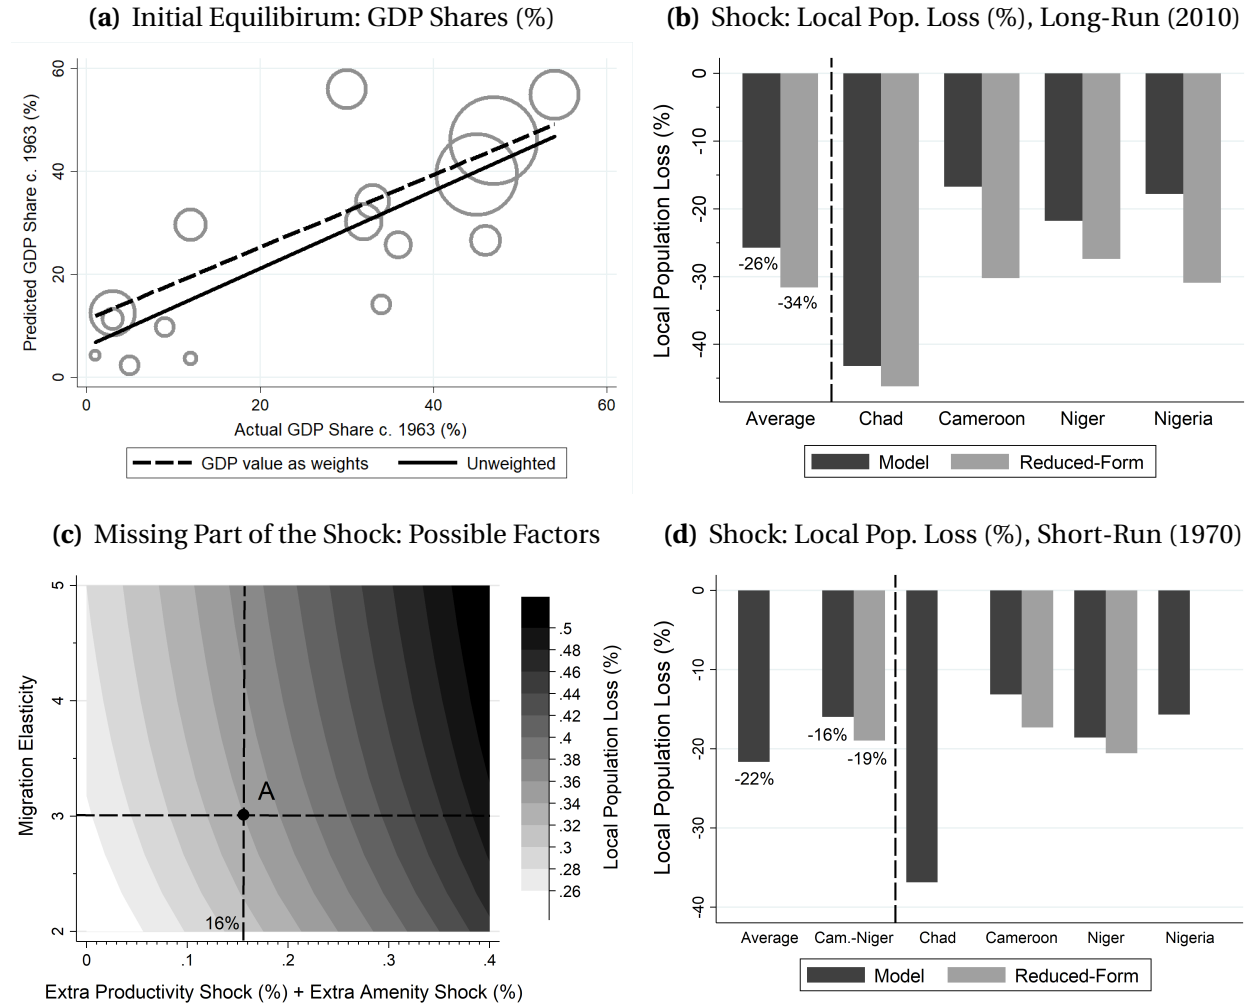 (a) Initial Equilibirum: GDP Shares (%)
Predicted GDP Share c. 1963 (%)
60
40
20
0
0 20 40 60
Actual GDP Share c. 1963 (%)
GDP value as weights Unweighted
(b) Shock: Local Pop. Loss (%), Long-Run (2010)
Local Population Loss (%)
0
-10
-20
-30
-40
-26%
-34%
Average Chad Cameroon Niger Nigeria
Model Reduced-Form
(c) Missing Part of the Shock: Possible Factors
Migration Elasticity
5
4
3
2
A
16%
0 .1 .2 .3 .4
Extra Productivity Shock (%) + Extra Amenity Shock (%)
.5
.48
.46
.44
.42
.4
.38
.36
.34
.32
.3
.28
.26
Local Population Loss (%)
(d) Shock: Local Pop. Loss (%), Short-Run (1970)
Local Population Loss (%)
0
-10
-20
-30
-40
-22%
-16%
-19%
Average Cam.-Niger Chad Cameroon Niger Nigeria
Model Reduced-Form